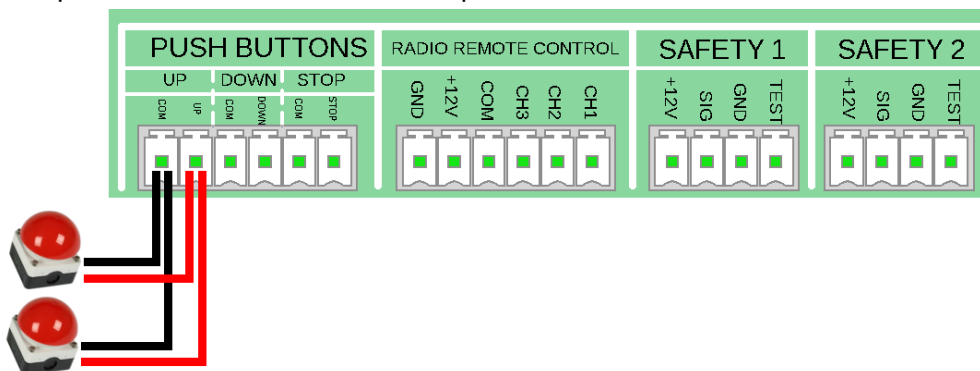 PUSH BUTTONS
UP DOWN STOP
COM UP COM DOWN COM STOP
RADIO REMOTE CONTROL
GND +12V COM CH3 CH2 CH1
SAFETY 1
+12V SIG GND TEST
SAFETY 2
+12V SIG GND TEST